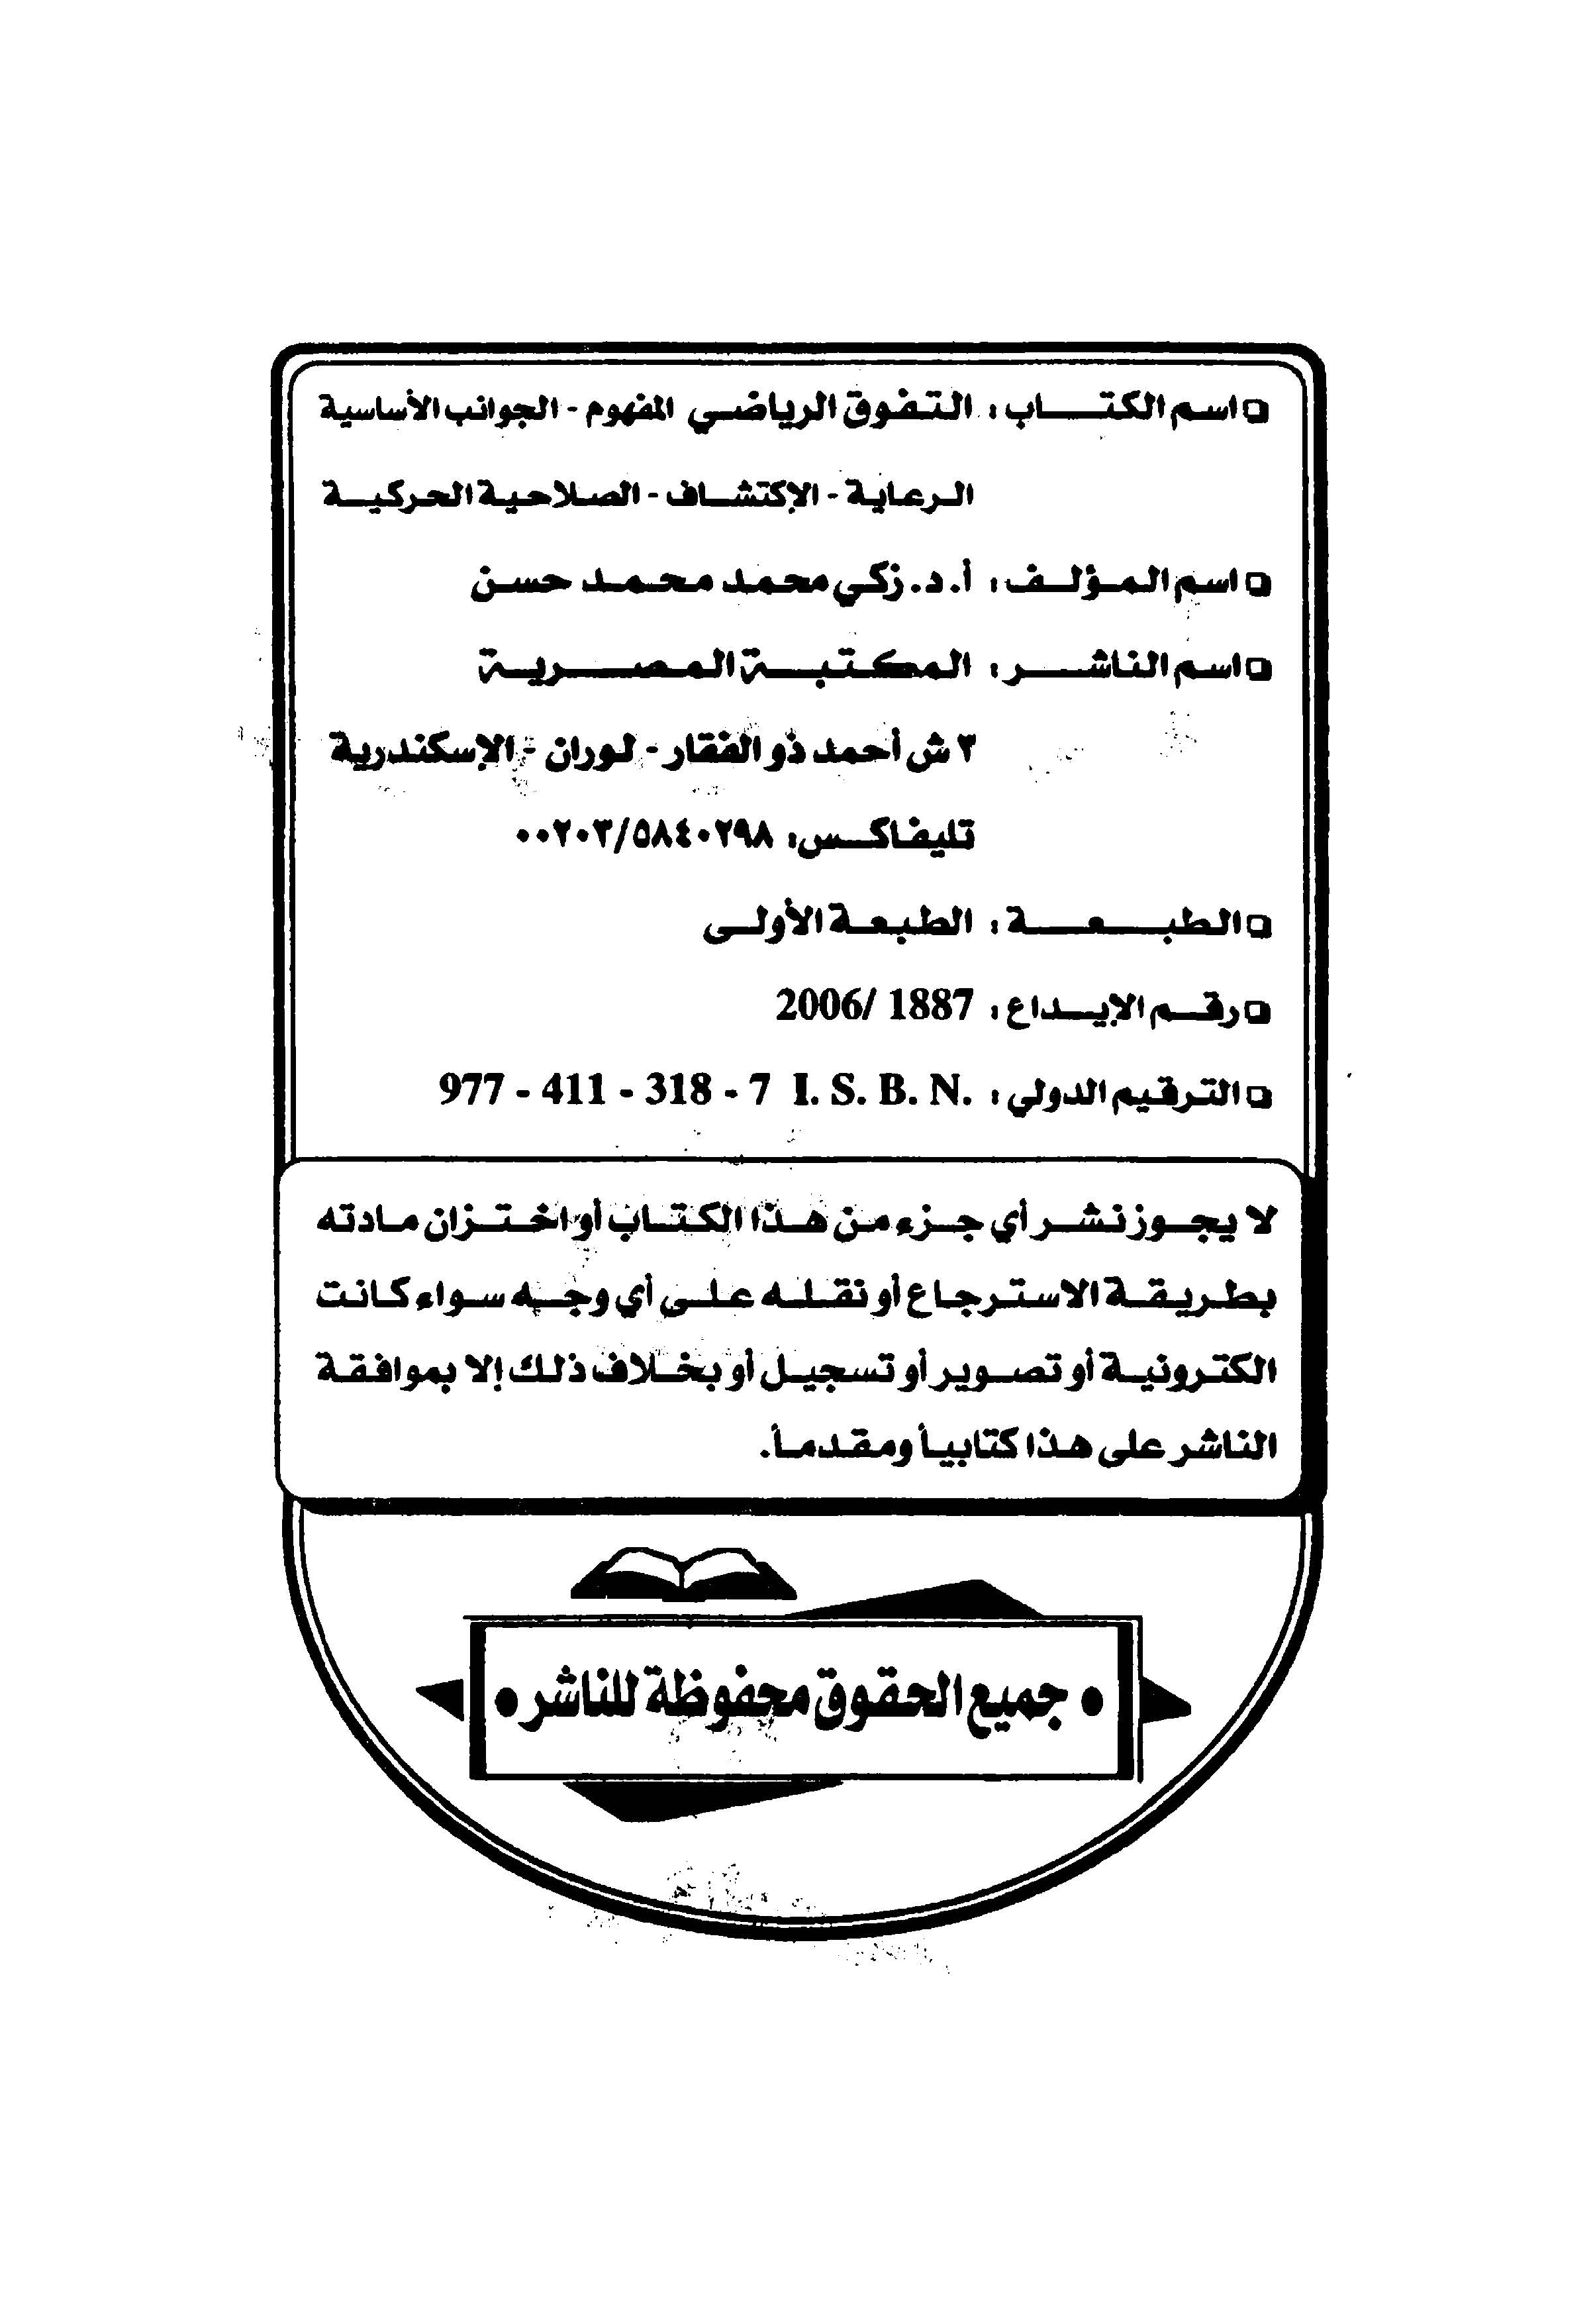 اسم الكتاب : التفوق الرياضي المفهوم - الجوانب الأساسية
الرعاية - الإكتشاف - الصلاحية الحركية
اسم المؤلف : أ. د. زكي محمد محمد حسن
اسم الناشر : المكتبة المصرية
٣ ش أحمد ذو الفقار - لوران - الإسكندرية
تليفاكس: ٠٠٢٠٣/٥٨٤٠٢٩٨
الطبعة : الطبعة الأولى
رقم الإيداع : 2006/ 1887
الترقيم الدولي : 977 - 411 - 318 - 7 I. S. B. N.
لا يجوز نشر أي جزء من هذا الكتاب أو اختزان مادته
بطريقة الاسترجاع أو نقله على أي وجه سواء كانت
الكترونية أو تصوير أو تسجيل أو بخلاف ذلك إلا بموافقة
الناشر على هذا كتابياً ومقدماً.
• جميع الحقوق محفوظة للناشر •